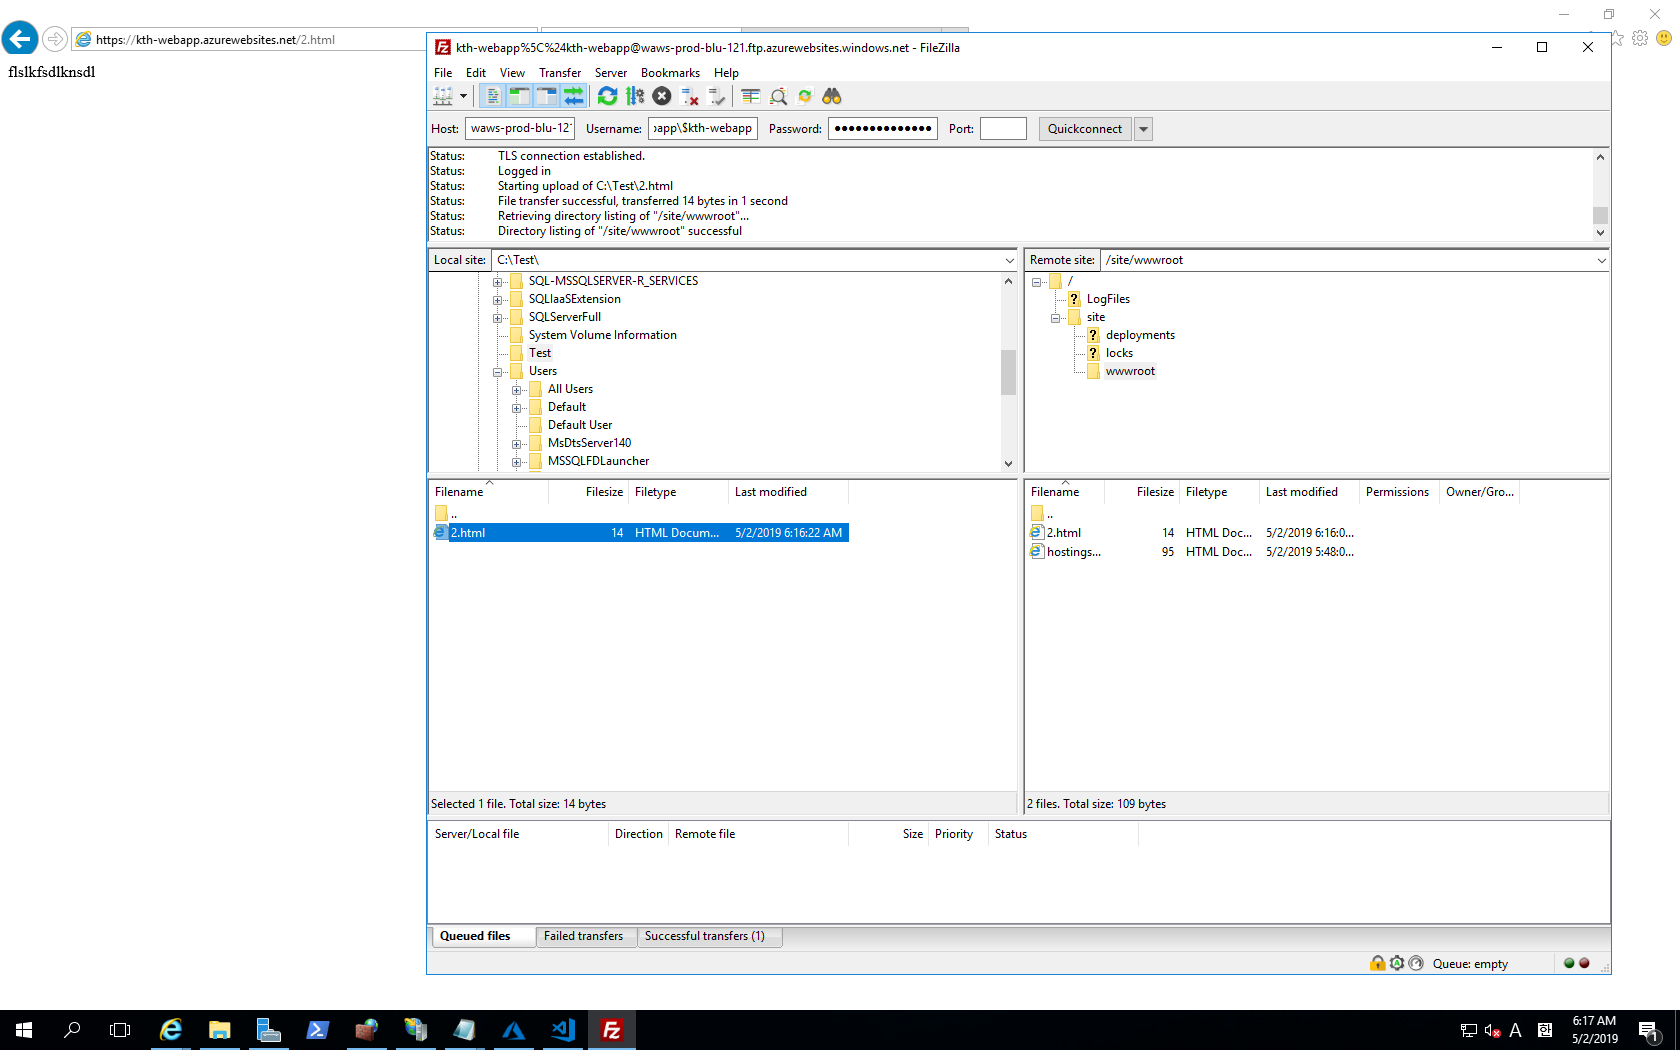 https://kth-webapp.azurewebsites.net/2.html
flslkfsdlknsdl
kth-webapp%5C%24kth-webapp@waws-prod-blu-121.ftp.azurewebsites.windows.net - FileZilla
File Edit View Transfer Server Bookmarks Help
Host: waws-prod-blu-121 Username: app\$kth-webapp Password: ●●●●●●●●●●●●●● Port: Quickconnect
Status: TLS connection established.
Status: Logged in
Status: Starting upload of C:\Test\2.html
Status: File transfer successful, transferred 14 bytes in 1 second
Status: Retrieving directory listing of "/site/wwwroot"...
Status: Directory listing of "/site/wwwroot" successful
Local site: C:\Test\
SQL-MSSQLSERVER-R_SERVICES
SQLIaaSExtension
SQLServerFull
System Volume Information
Test
Users
All Users
Default
Default User
MsDtsServer140
MSSQLFDLauncher
Remote site: /site/wwwroot
/
LogFiles
site
deployments
locks
wwwroot
Filename Filesize Filetype Last modified
..
2.html 14 HTML Docum... 5/2/2019 6:16:22 AM
Selected 1 file. Total size: 14 bytes
Filename Filesize Filetype Last modified Permissions Owner/Gro...
..
2.html 14 HTML Doc... 5/2/2019 6:16:0...
hostings... 95 HTML Doc... 5/2/2019 5:48:0...
2 files. Total size: 109 bytes
Server/Local file Direction Remote file Size Priority Status
Queued files Failed transfers Successful transfers (1)
Queue: empty
A
6:17 AM
5/2/2019
1